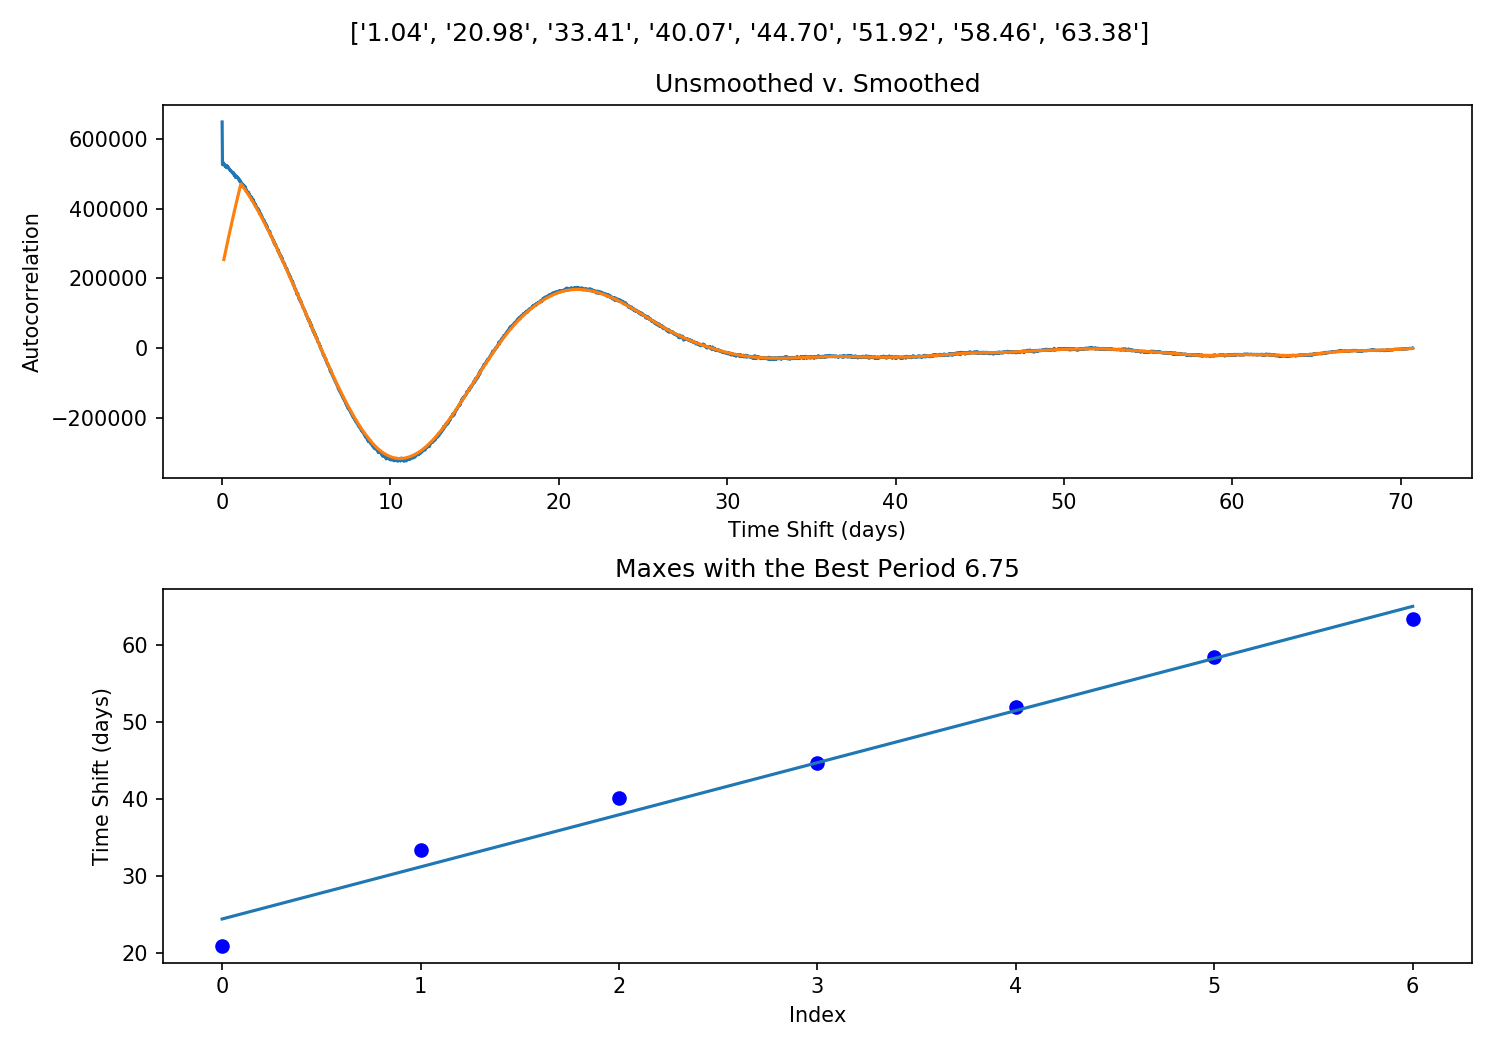 ['1.04', '20.98', '33.41', '40.07', '44.70', '51.92', '58.46', '63.38']
Unsmoothed v. Smoothed
Autocorrelation
600000
400000
200000
0
−200000
0 10 20 30 40 50 60 70
Time Shift (days)
Maxes with the Best Period 6.75
Time Shift (days)
60
50
40
30
20
0 1 2 3 4 5 6
Index